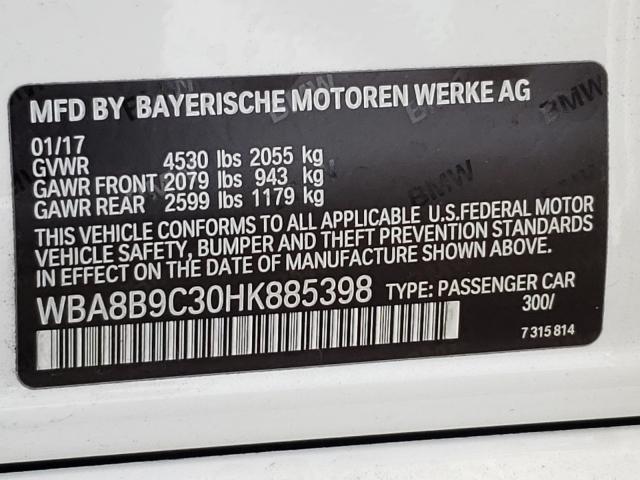 MFD BY BAYERISCHE MOTOREN WERKE AG
01/17
GVWR 4530 lbs 2055 kg
GAWR FRONT 2079 lbs 943 kg
GAWR REAR 2599 lbs 1179 kg
THIS VEHICLE CONFORMS TO ALL APPLICABLE U.S.FEDERAL MOTOR
VEHICLE SAFETY, BUMPER AND THEFT PREVENTION STANDARDS
IN EFFECT ON THE DATE OF MANUFACTURE SHOWN ABOVE.
WBA8B9C30HK885398 TYPE: PASSENGER CAR
300/
7 315 814
BMW
BMW
BMW